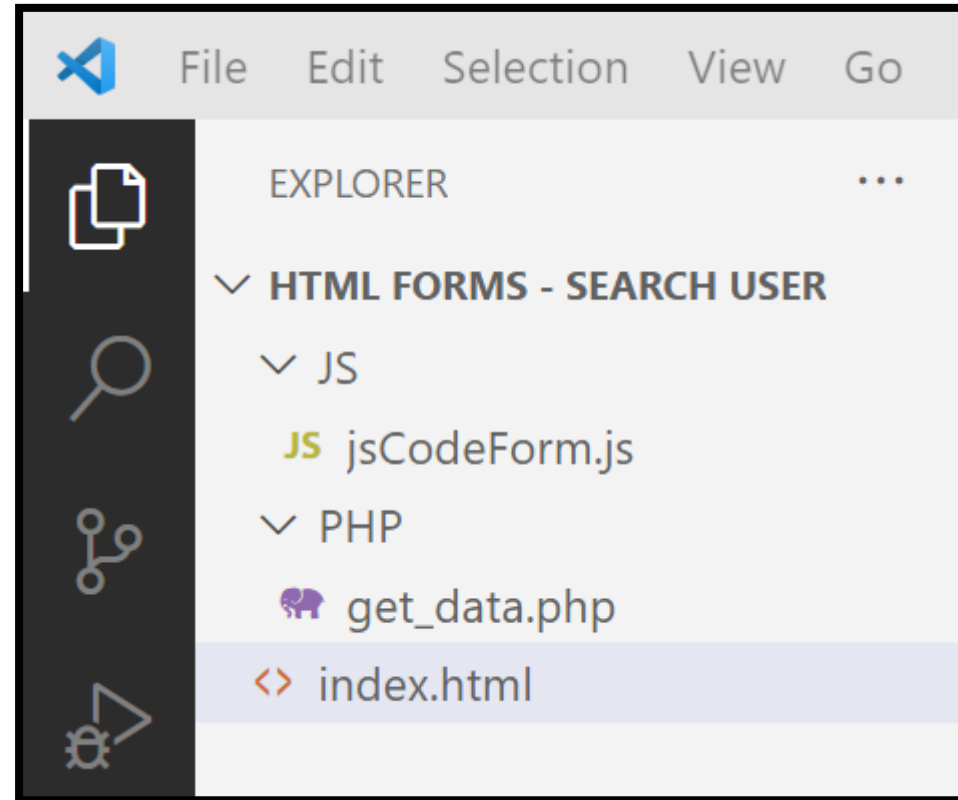 File Edit Selection View Go
EXPLORER ...
HTML FORMS - SEARCH USER
JS
JS jsCodeForm.js
PHP
get_data.php
<> index.html